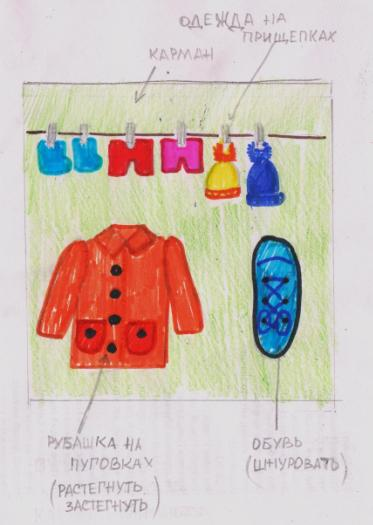 ОДЕЖДА НА
ПРИЩЕПКАХ
КАРМАН
РУБАШКА НА
ПУГОВКАХ
(РАСТЕГНУТЬ
ЗАСТЕГНУТЬ)
ОБУВЬ
(ШНУРОВАТЬ)